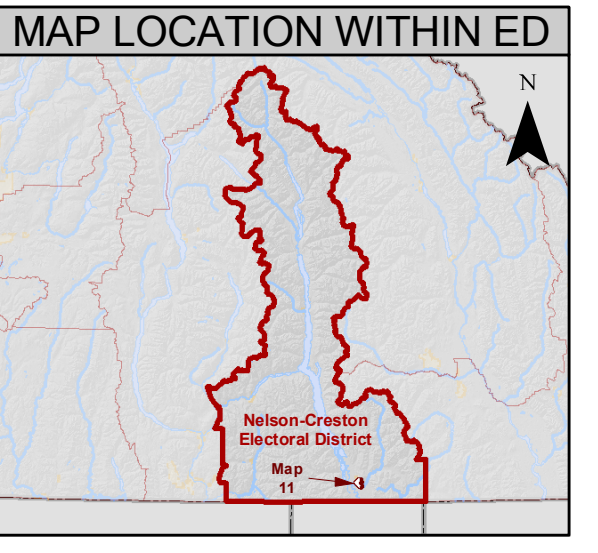 MAP LOCATION WITHIN ED
N
Nelson-Creston
Electoral District
Map
11